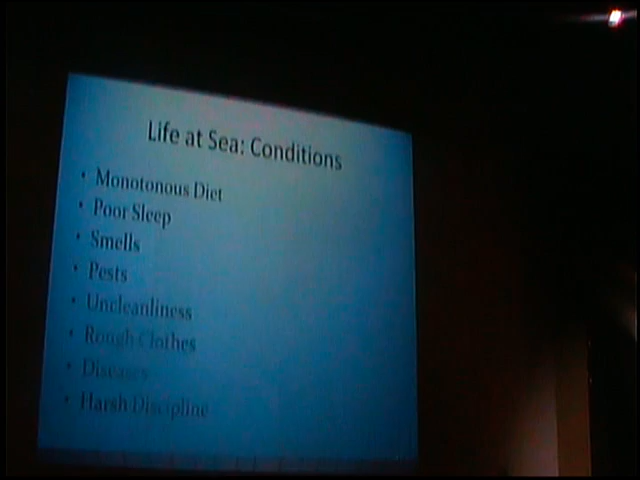 Life at Sea: Conditions
• Monotonous Diet
• Poor Sleep
• Smells
• Pests
• Uncleanliness
• Rough Clothes
• Diseases
• Harsh Discipline